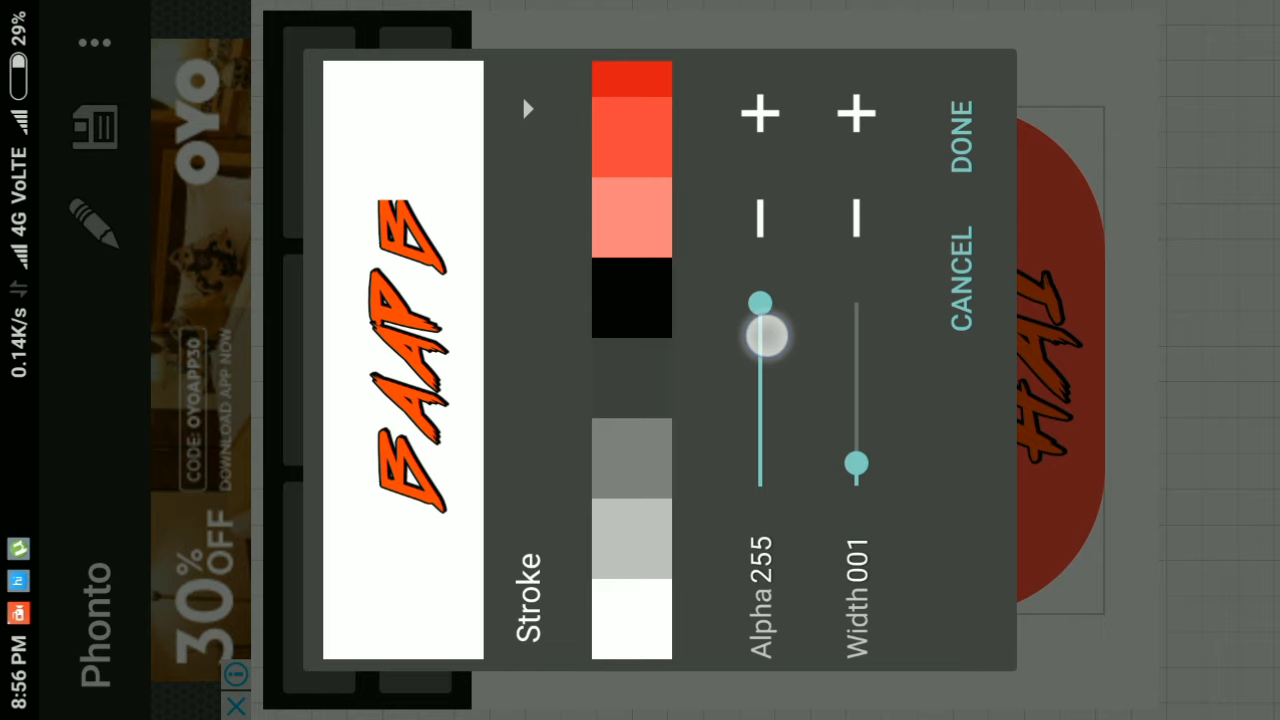 8:56 PM
hi
0.14K/s
4G VoLTE
29%
Phonto
30% OFF
CODE: OYOAPP30
DOWNLOAD APP NOW
OYO
BAAP B
Stroke
Alpha 255
Width 001
CANCEL DONE